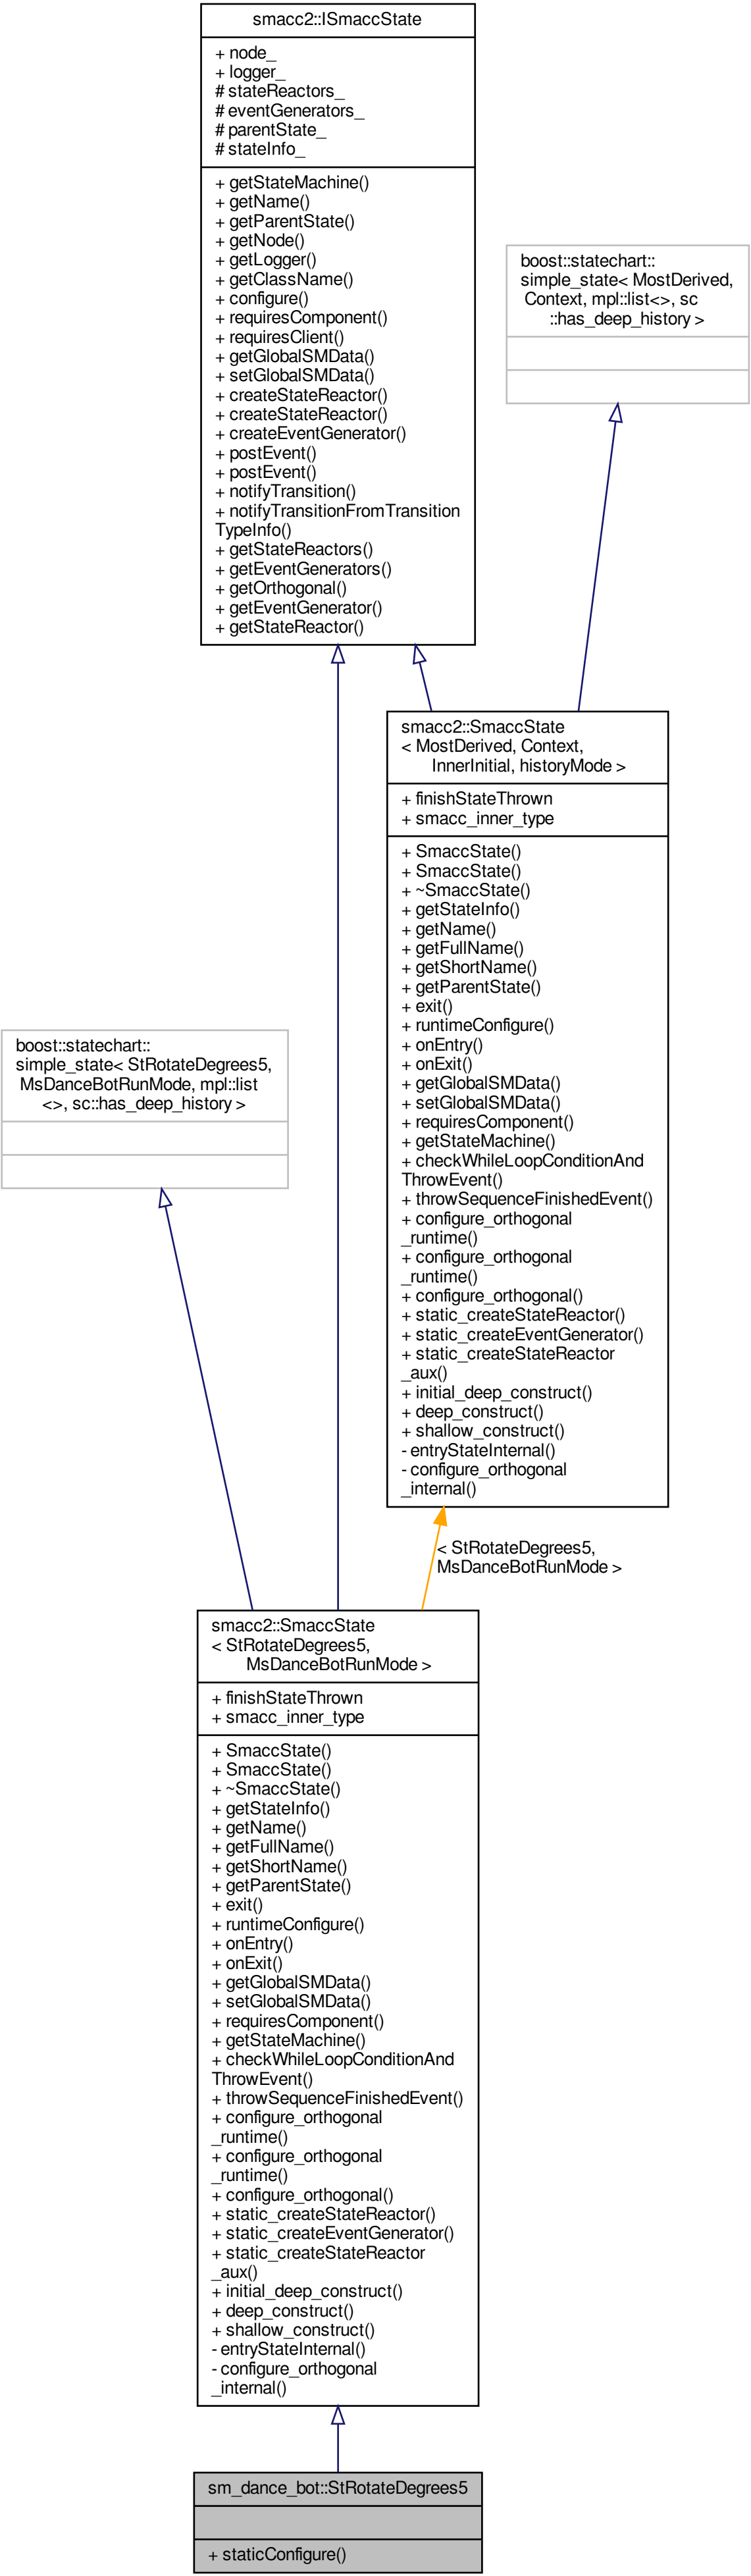 smacc2::ISmaccState
+ node_
+ logger_
# stateReactors_
# eventGenerators_
# parentState_
# stateInfo_
+ getStateMachine()
+ getName()
+ getParentState()
+ getNode()
+ getLogger()
+ getClassName()
+ configure()
+ requiresComponent()
+ requiresClient()
+ getGlobalSMData()
+ setGlobalSMData()
+ createStateReactor()
+ createStateReactor()
+ createEventGenerator()
+ postEvent()
+ postEvent()
+ notifyTransition()
+ notifyTransitionFromTransition
TypeInfo()
+ getStateReactors()
+ getEventGenerators()
+ getOrthogonal()
+ getEventGenerator()
+ getStateReactor()
boost::statechart::
simple_state< MostDerived,
Context, mpl::list<>, sc
::has_deep_history >
smacc2::SmaccState
< MostDerived, Context,
InnerInitial, historyMode >
+ finishStateThrown
+ smacc_inner_type
+ SmaccState()
+ SmaccState()
+ ~SmaccState()
+ getStateInfo()
+ getName()
+ getFullName()
+ getShortName()
+ getParentState()
+ exit()
+ runtimeConfigure()
+ onEntry()
+ onExit()
+ getGlobalSMData()
+ setGlobalSMData()
+ requiresComponent()
+ getStateMachine()
+ checkWhileLoopConditionAnd
ThrowEvent()
+ throwSequenceFinishedEvent()
+ configure_orthogonal
_runtime()
+ configure_orthogonal
_runtime()
+ configure_orthogonal()
+ static_createStateReactor()
+ static_createEventGenerator()
+ static_createStateReactor
_aux()
+ initial_deep_construct()
+ deep_construct()
+ shallow_construct()
- entryStateInternal()
- configure_orthogonal
_internal()
boost::statechart::
simple_state< StRotateDegrees5,
MsDanceBotRunMode, mpl::list
<>, sc::has_deep_history >
< StRotateDegrees5,
MsDanceBotRunMode >
smacc2::SmaccState
< StRotateDegrees5,
MsDanceBotRunMode >
+ finishStateThrown
+ smacc_inner_type
+ SmaccState()
+ SmaccState()
+ ~SmaccState()
+ getStateInfo()
+ getName()
+ getFullName()
+ getShortName()
+ getParentState()
+ exit()
+ runtimeConfigure()
+ onEntry()
+ onExit()
+ getGlobalSMData()
+ setGlobalSMData()
+ requiresComponent()
+ getStateMachine()
+ checkWhileLoopConditionAnd
ThrowEvent()
+ throwSequenceFinishedEvent()
+ configure_orthogonal
_runtime()
+ configure_orthogonal
_runtime()
+ configure_orthogonal()
+ static_createStateReactor()
+ static_createEventGenerator()
+ static_createStateReactor
_aux()
+ initial_deep_construct()
+ deep_construct()
+ shallow_construct()
- entryStateInternal()
- configure_orthogonal
_internal()
sm_dance_bot::StRotateDegrees5
+ staticConfigure()